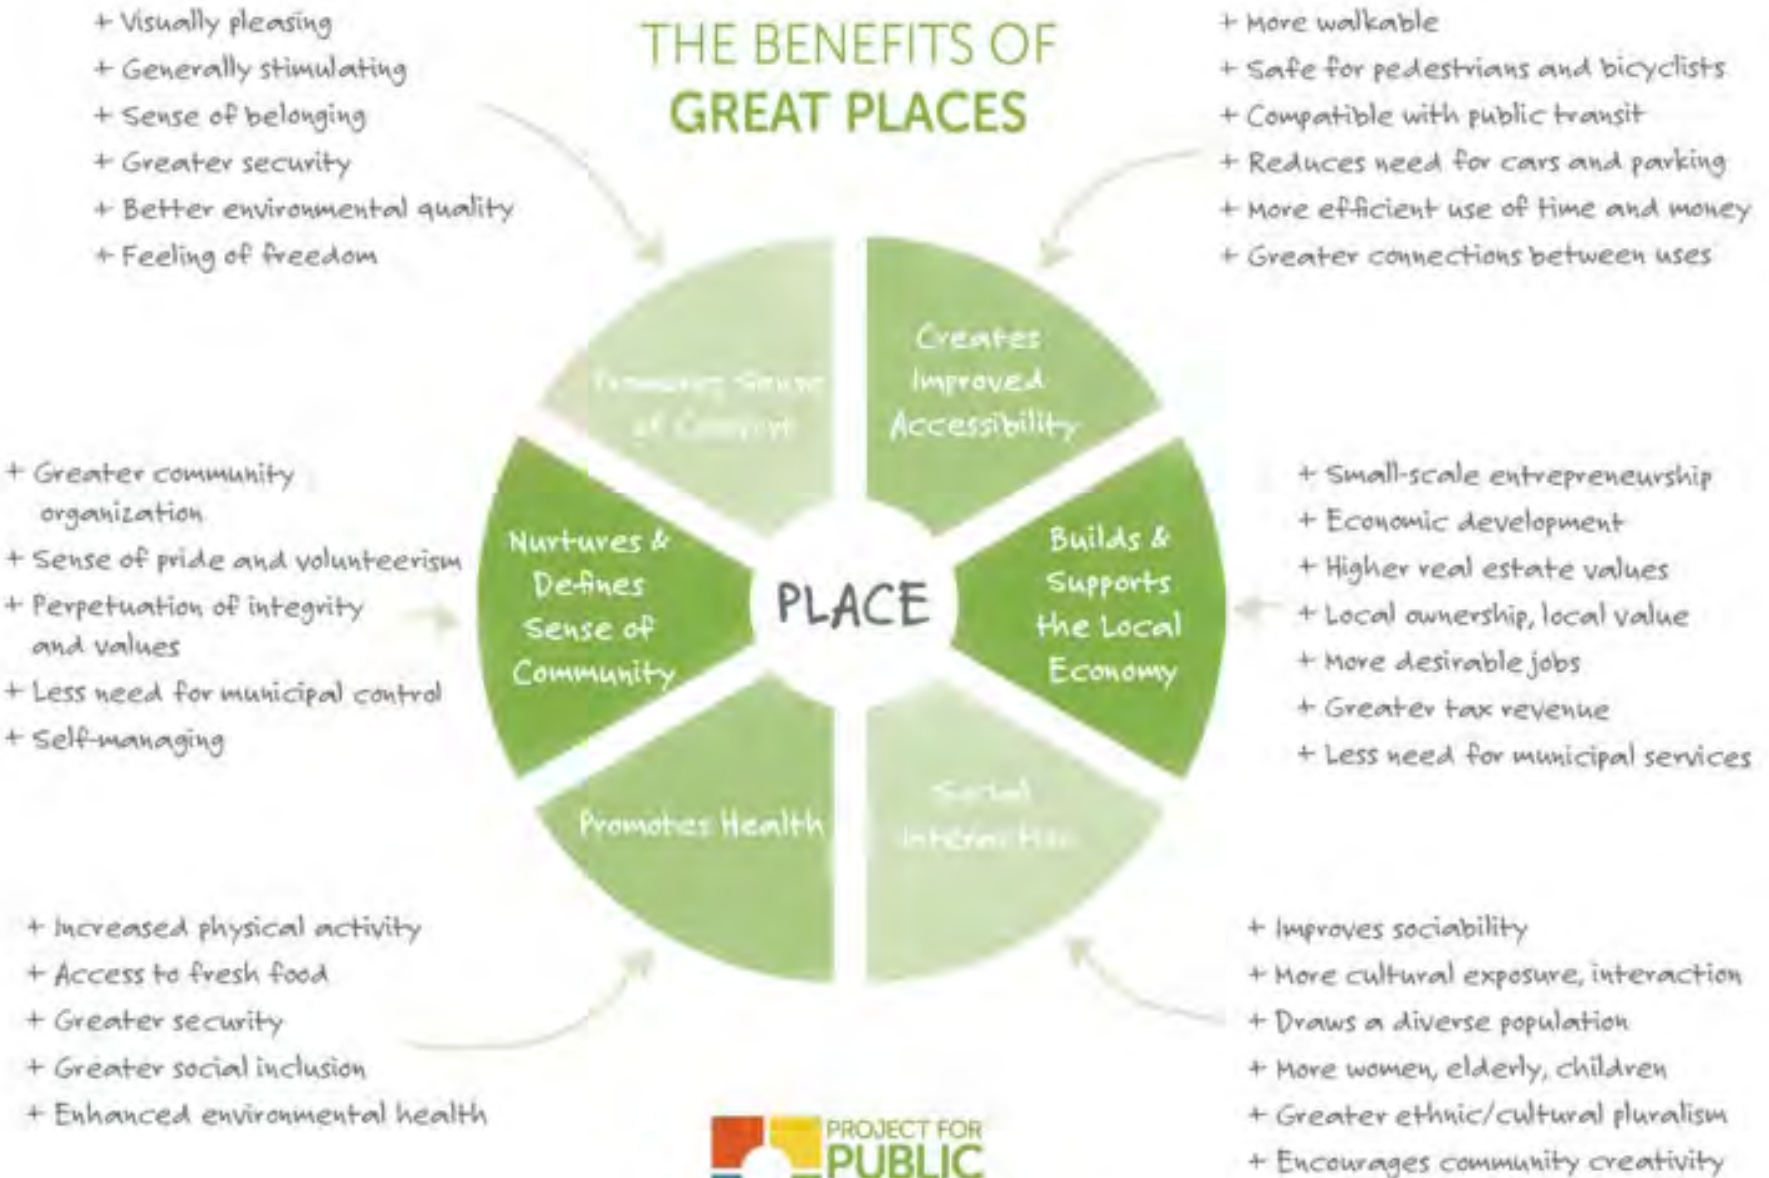 THE BENEFITS OF
GREAT PLACES
+ Visually pleasing
+ Generally stimulating
+ Sense of belonging
+ Greater security
+ Better environmental quality
+ Feeling of freedom
+ More walkable
+ Safe for pedestrians and bicyclists
+ Compatible with public transit
+ Reduces need for cars and parking
+ More efficient use of time and money
+ Greater connections between uses
Sense
of Comfort
Creates
Improved
Accessibility
+ Greater community
organization
+ Sense of pride and volunteerism
+ Perpetuation of integrity
and values
+ Less need for municipal control
+ Self-managing
Nurtures &
Defines
Sense of
Community
PLACE
Builds &
Supports
the Local
Economy
+ Small-scale entrepreneurship
+ Economic development
+ Higher real estate values
+ Local ownership, local value
+ More desirable jobs
+ Greater tax revenue
+ Less need for municipal services
Promotes Health
Social
Interaction
+ Increased physical activity
+ Access to fresh food
+ Greater security
+ Greater social inclusion
+ Enhanced environmental health
+ Improves sociability
+ More cultural exposure, interaction
+ Draws a diverse population
+ More women, elderly, children
+ Greater ethnic/cultural pluralism
+ Encourages community creativity
PROJECT FOR
PUBLIC